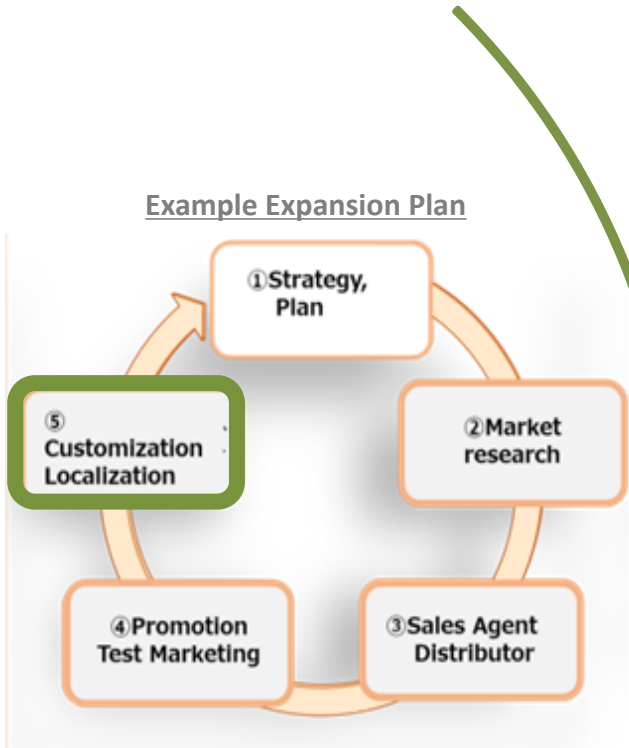 Example Expansion Plan
①Strategy,
Plan
②Market
research
③Sales Agent
Distributor
④Promotion
Test Marketing
⑤
Customization
Localization